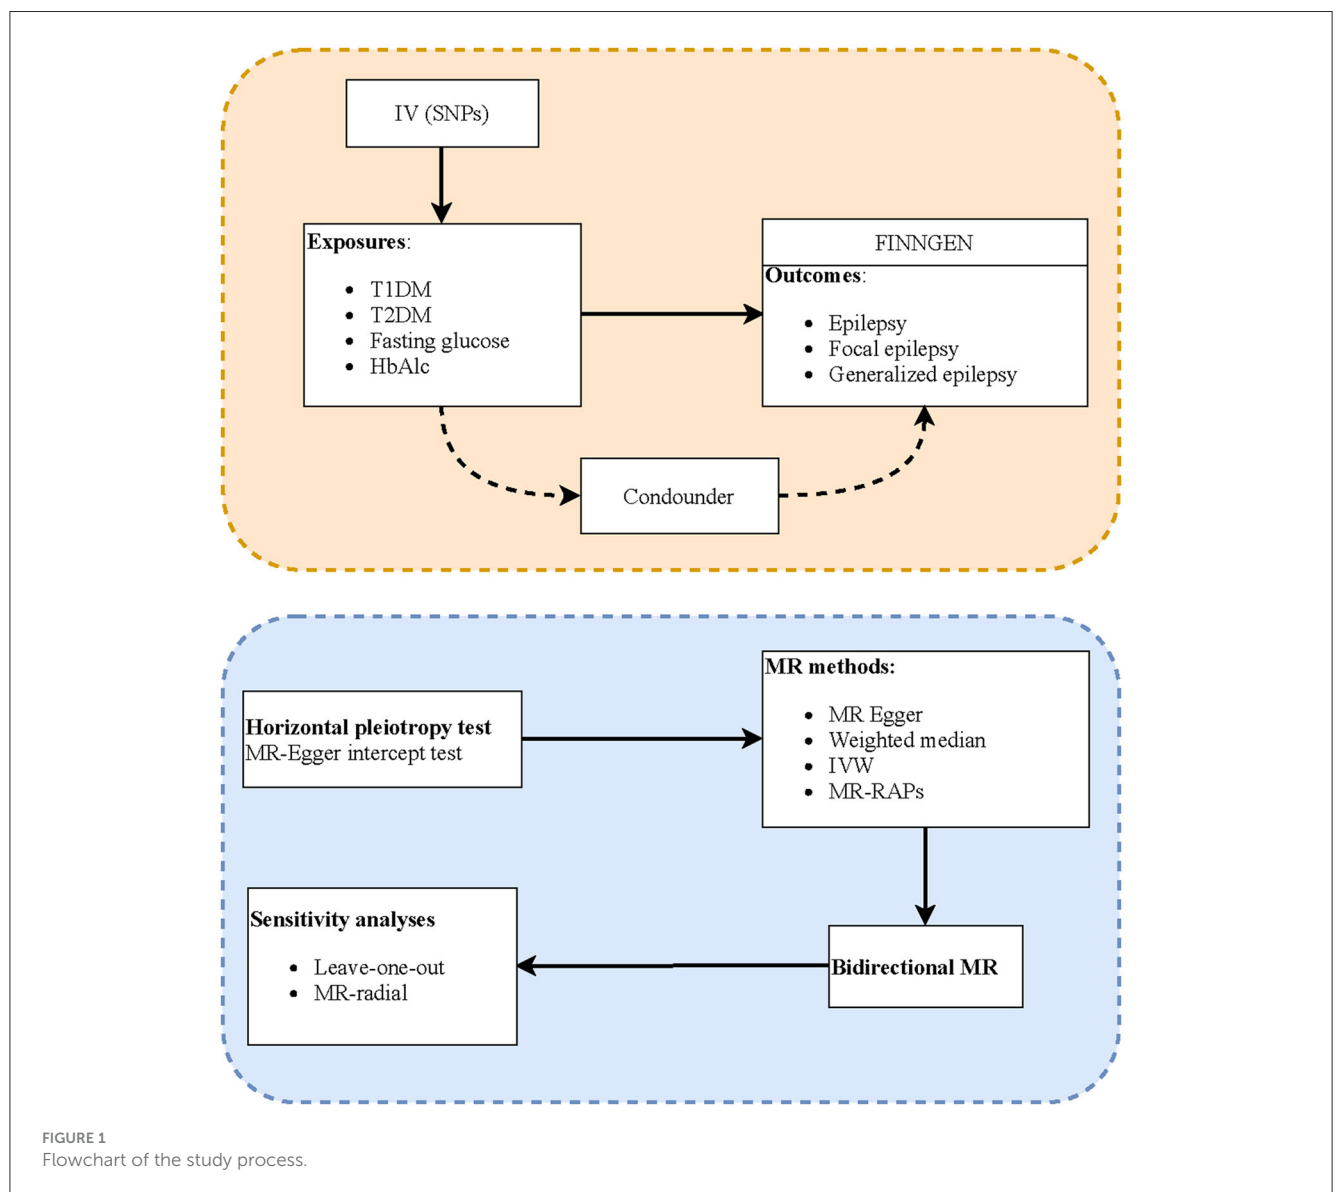 IV (SNPs)
Exposures:
• T1DM
• T2DM
• Fasting glucose
• HbAlc
FINNGEN
Outcomes:
• Epilepsy
• Focal epilepsy
• Generalized epilepsy
Condounder
Horizontal pleiotropy test
MR-Egger intercept test
MR methods:
• MR Egger
• Weighted median
• IVW
• MR-RAPs
Bidirectional MR
Sensitivity analyses
• Leave-one-out
• MR-radial
FIGURE 1
Flowchart of the study process.